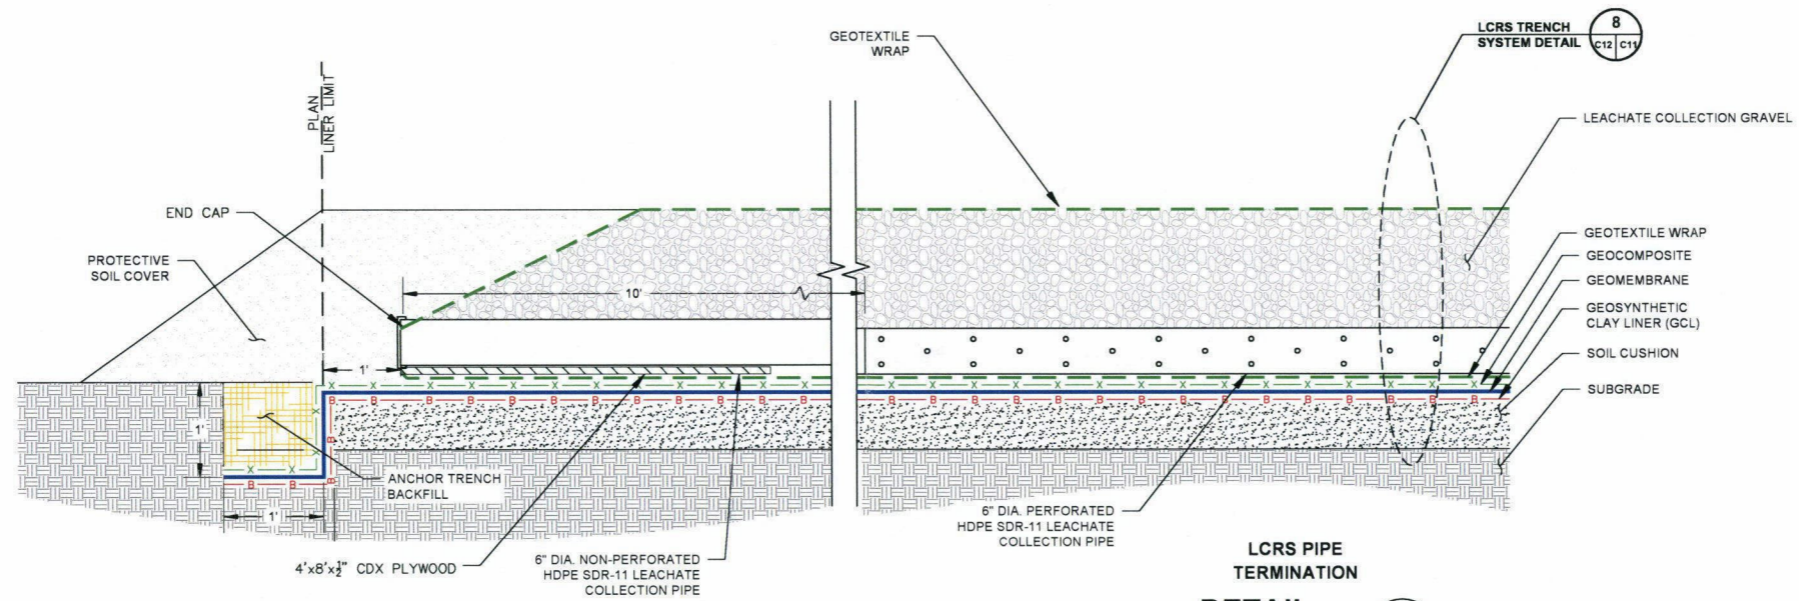 GEOTEXTILE
WRAP
LCRS TRENCH
SYSTEM DETAIL
8
C12 C11
PLAN
LINER LIMIT
LEACHATE COLLECTION GRAVEL
END CAP
PROTECTIVE
SOIL COVER
10'
GEOTEXTILE WRAP
GEOCOMPOSITE
GEOMEMBRANE
GEOSYNTHETIC
CLAY LINER (GCL)
SOIL CUSHION
SUBGRADE
1'
X X X X X X X X X X X X X X X X X X X X X X X X
B B B B B B B B B B B B B B B B B B B B B B B B B B B B
1'
ANCHOR TRENCH
BACKFILL
1'
4'x8'x½" CDX PLYWOOD
6" DIA. NON-PERFORATED
HDPE SDR-11 LEACHATE
COLLECTION PIPE
6" DIA. PERFORATED
HDPE SDR-11 LEACHATE
COLLECTION PIPE
LCRS PIPE
TERMINATION